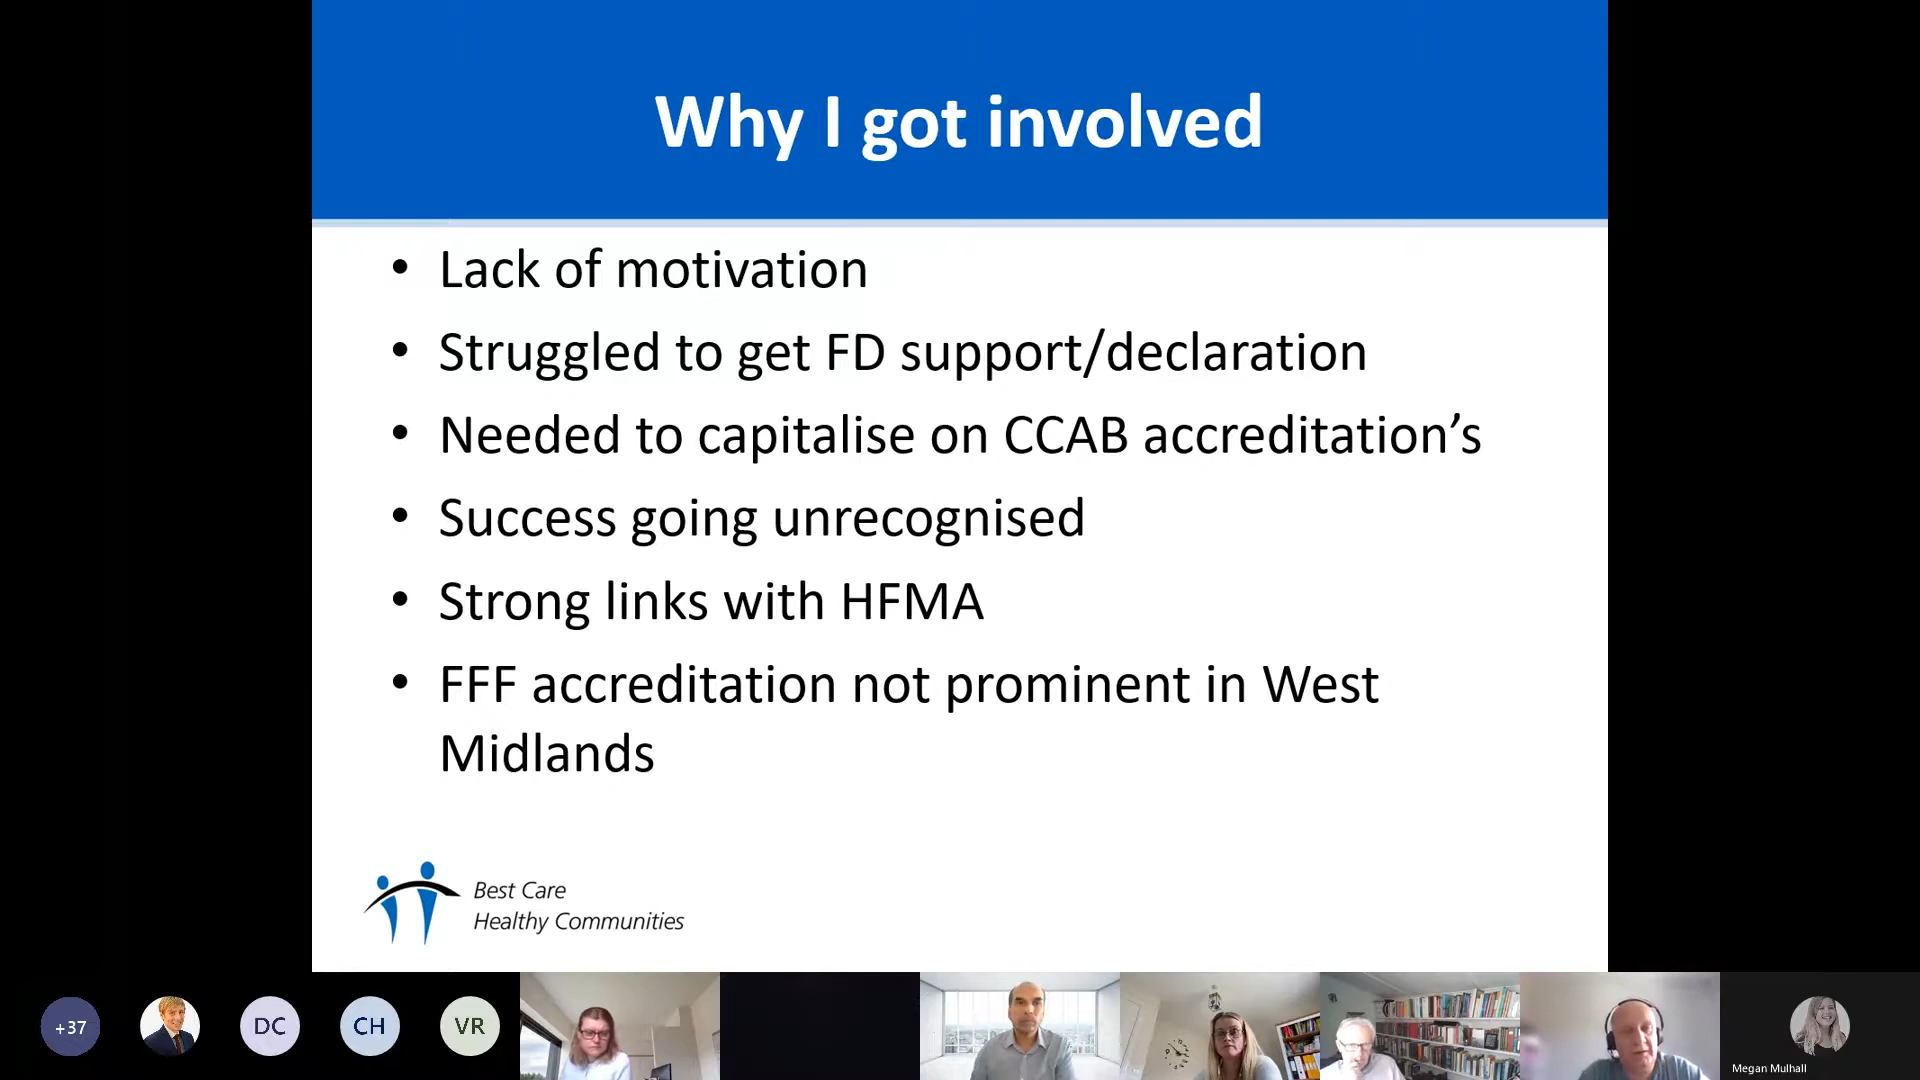 Why I got involved
• Lack of motivation
• Struggled to get FD support/declaration
• Needed to capitalise on CCAB accreditation’s
• Success going unrecognised
• Strong links with HFMA
• FFF accreditation not prominent in West
Midlands
Best Care
Healthy Communities
+37
DC
CH
VR
Megan Mulhall